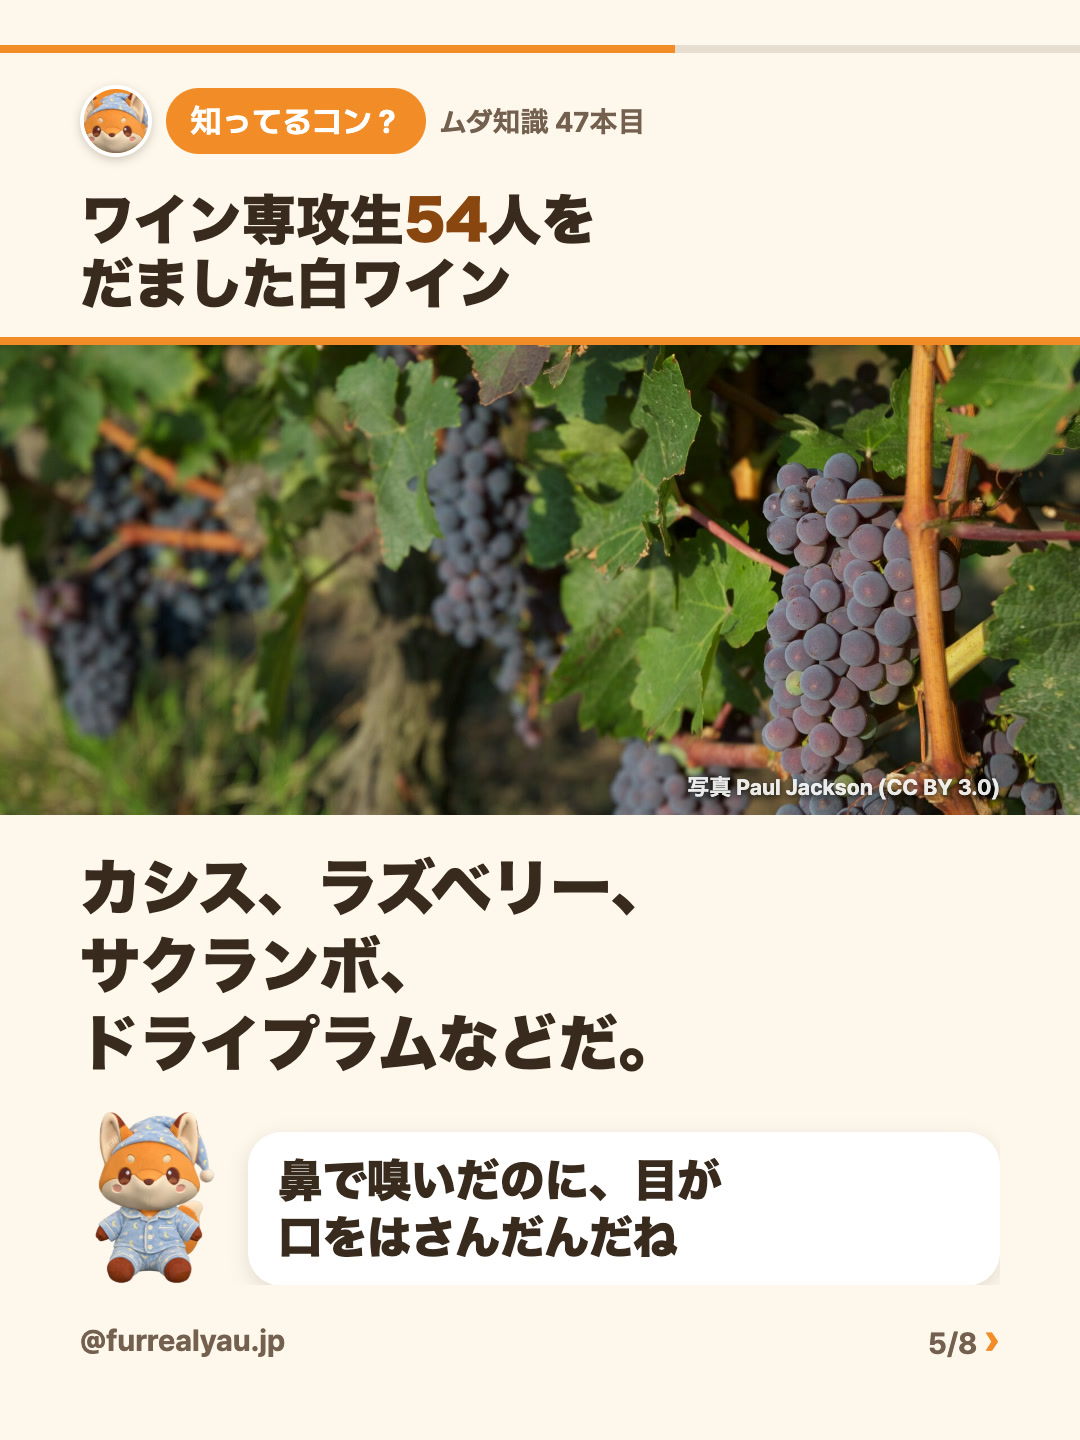 知ってるコン？
ムダ知識 47本目
ワイン専攻生54人を
だました白ワイン
写真 Paul Jackson (CC BY 3.0)
カシス、ラズベリー、
サクランボ、
ドライプラムなどだ。
鼻で嗅いだのに、目が
口をはさんだんだね
@furrealyau.jp
5/8 ›